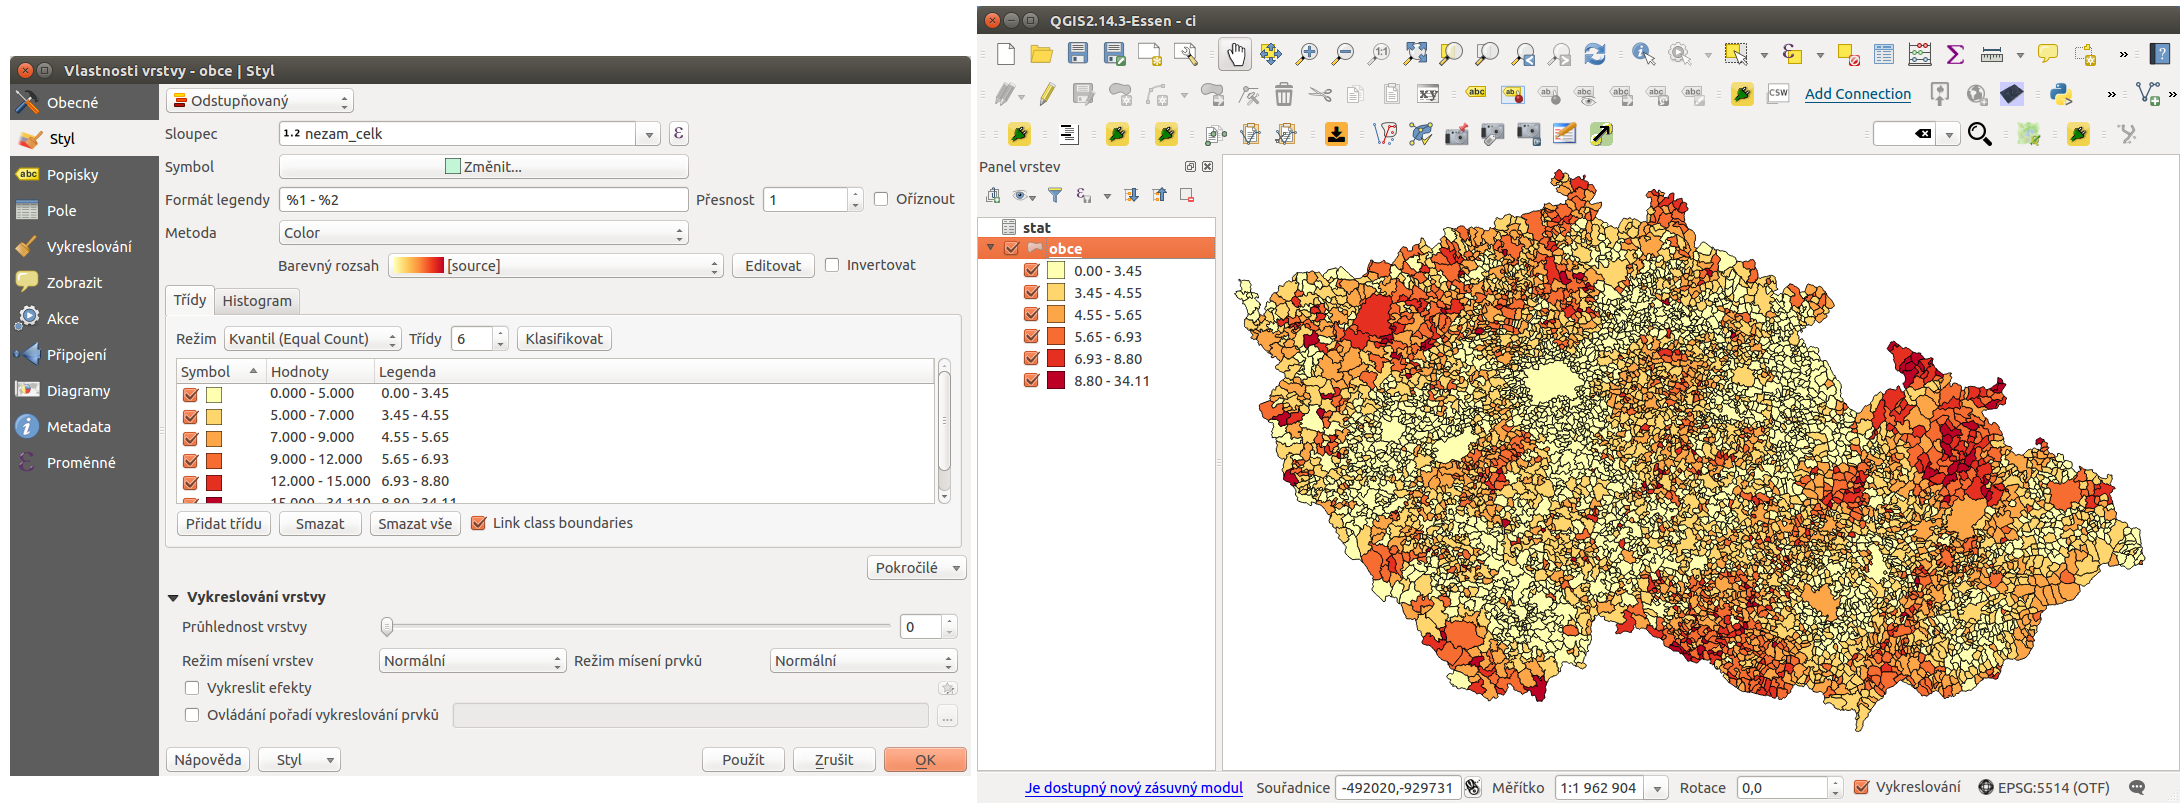 Vlastnosti vrstvy - obce | Styl
Obecné
Styl
Popisky
Pole
Vykreslování
Zobrazit
Akce
Připojení
Diagramy
Metadata
Proměnné
Odstupňovaný
Sloupec 1.2 nezam_celk ε
Symbol Změnit...
Formát legendy %1 - %2 Přesnost 1 Oříznout
Metoda Color
Barevný rozsah [source] Editovat Invertovat
Třídy Histogram
Režim Kvantil (Equal Count) Třídy 6 Klasifikovat
Symbol Hodnoty Legenda
0.000 - 5.000 0.00 - 3.45
5.000 - 7.000 3.45 - 4.55
7.000 - 9.000 4.55 - 5.65
9.000 - 12.000 5.65 - 6.93
12.000 - 15.000 6.93 - 8.80
15.000 - 34.110 8.80 - 34.11
Přidat třídu Smazat Smazat vše Link class boundaries
Pokročilé
Vykreslování vrstvy
Průhlednost vrstvy 0
Režim mísení vrstev Normální Režim mísení prvků Normální
Vykreslit efekty
Ovládání pořadí vykreslování prvků ...
Nápověda Styl Použít Zrušit OK
QGIS2.14.3-Essen - ci
Add Connection
Panel vrstev
stat
obce
0.00 - 3.45
3.45 - 4.55
4.55 - 5.65
5.65 - 6.93
6.93 - 8.80
8.80 - 34.11
Je dostupný nový zásuvný modul Souřadnice -492020,-929731 Měřítko 1:1 962 904 Rotace 0,0 Vykreslování EPSG:5514 (OTF)